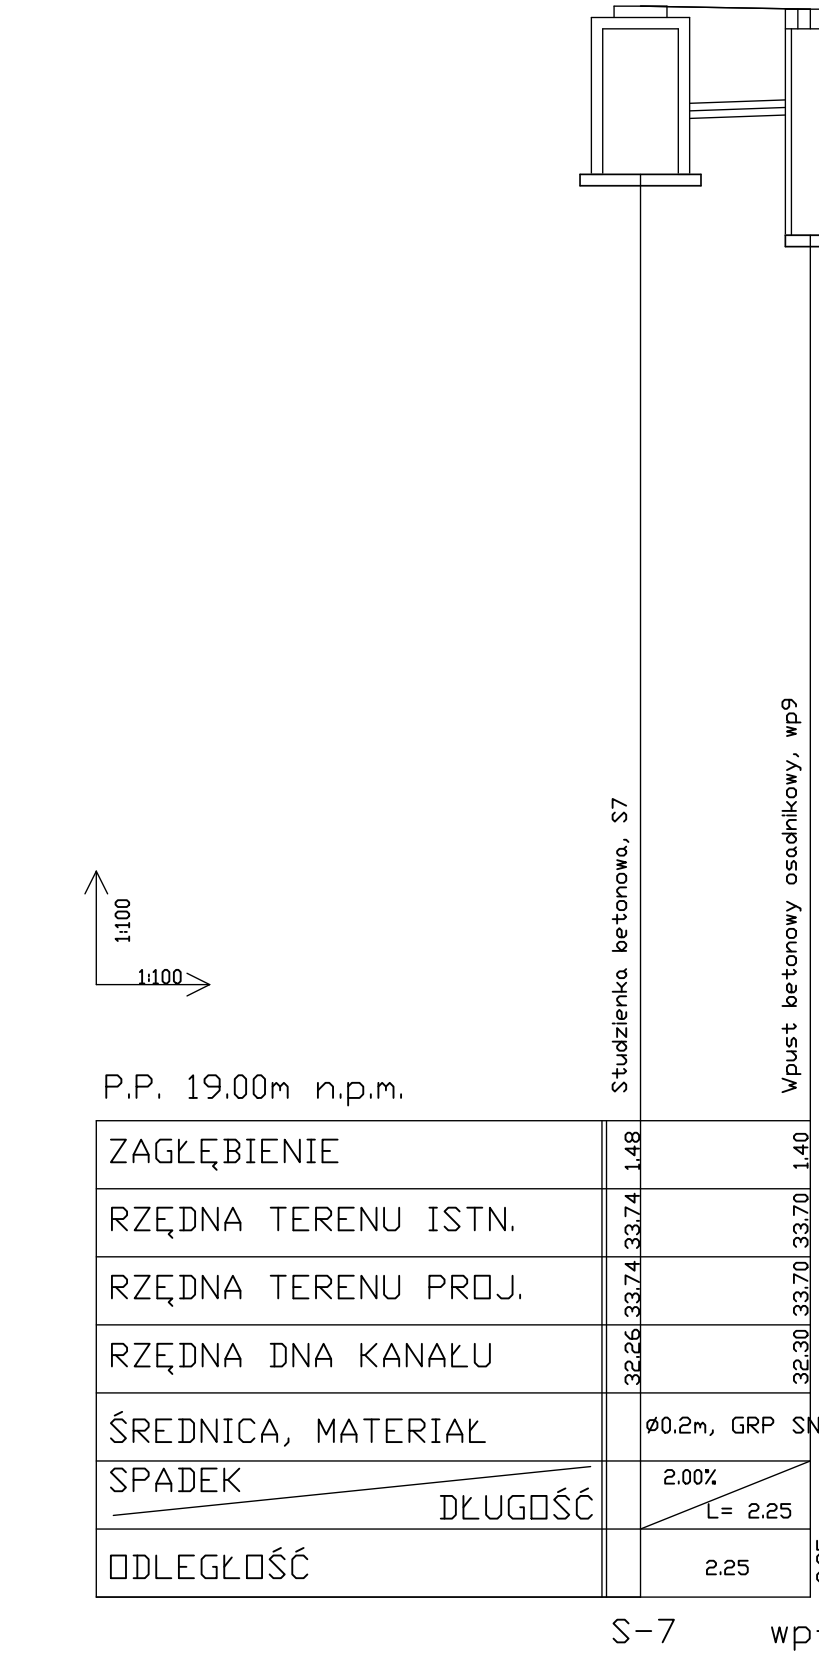 Wpust betonowy osadnikowy, wp9
Studzienka betonowa, S7
1:100
1:100
P.P. 19.00m n.p.m.
ZAGŁĘBIENIE 1.48 1.40
RZĘDNA TERENU ISTN. 33.74 33.70
RZĘDNA TERENU PROJ. 33.74 33.70
RZĘDNA DNA KANAŁU 32.26 32.30
ŚREDNICA, MATERIAŁ Ø0.2m, GRP SN
SPADEK 2.00%
DŁUGOŚĆ L= 2.25
ODLEGŁOŚĆ 2.25
S-7 wp-